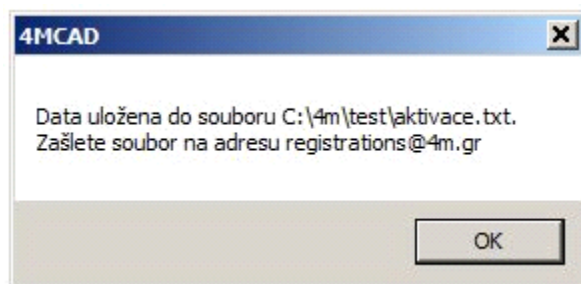 4MCAD
Data uložena do souboru C:\4m\test\aktivace.txt.
Zašlete soubor na adresu registrations@4m.gr
OK